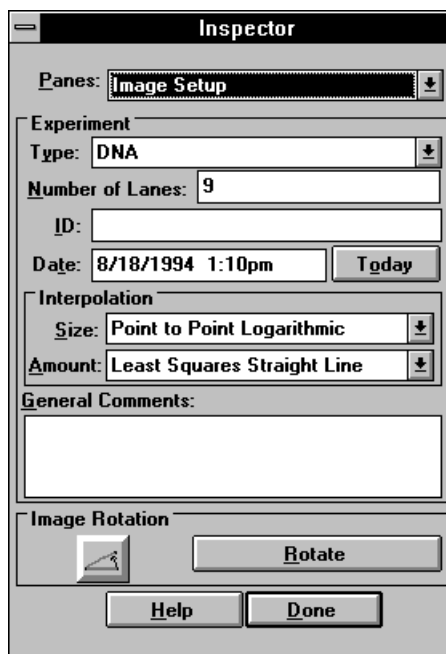 Inspector
Panes: Image Setup
Experiment
Type: DNA
Number of Lanes: 9
ID:
Date: 8/18/1994 1:10pm Today
Interpolation
Size: Point to Point Logarithmic
Amount: Least Squares Straight Line
General Comments:
Image Rotation
Rotate
Help Done